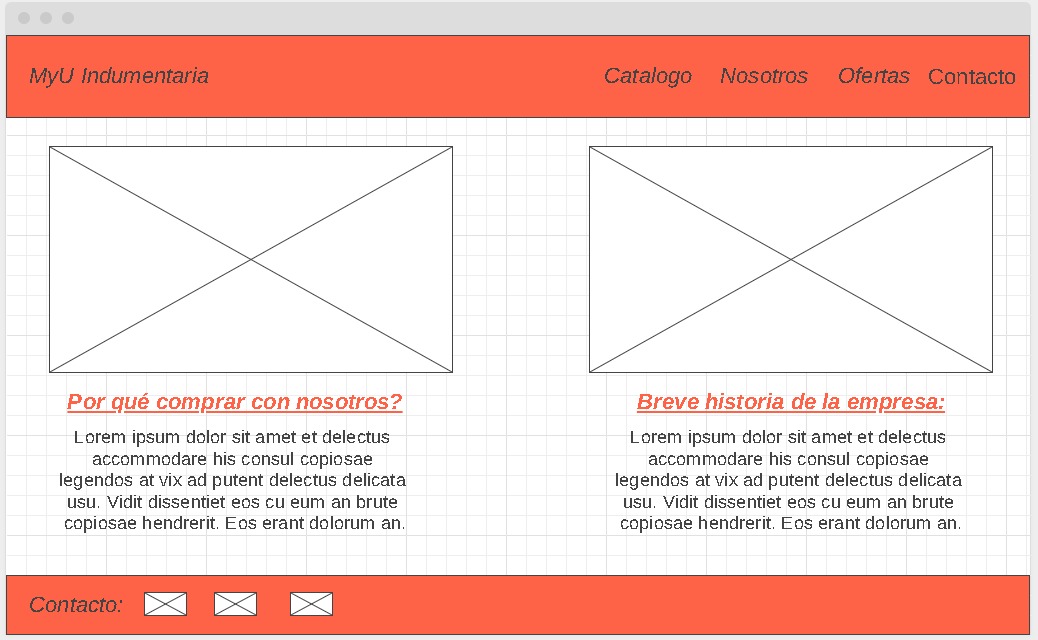 MyU Indumentaria
Catalogo Nosotros Ofertas Contacto
Por qué comprar con nosotros?
Lorem ipsum dolor sit amet et delectus
accommodare his consul copiosae
legendos at vix ad putent delectus delicata
usu. Vidit dissentiet eos cu eum an brute
copiosae hendrerit. Eos erant dolorum an.
Breve historia de la empresa:
Lorem ipsum dolor sit amet et delectus
accommodare his consul copiosae
legendos at vix ad putent delectus delicata
usu. Vidit dissentiet eos cu eum an brute
copiosae hendrerit. Eos erant dolorum an.
Contacto: